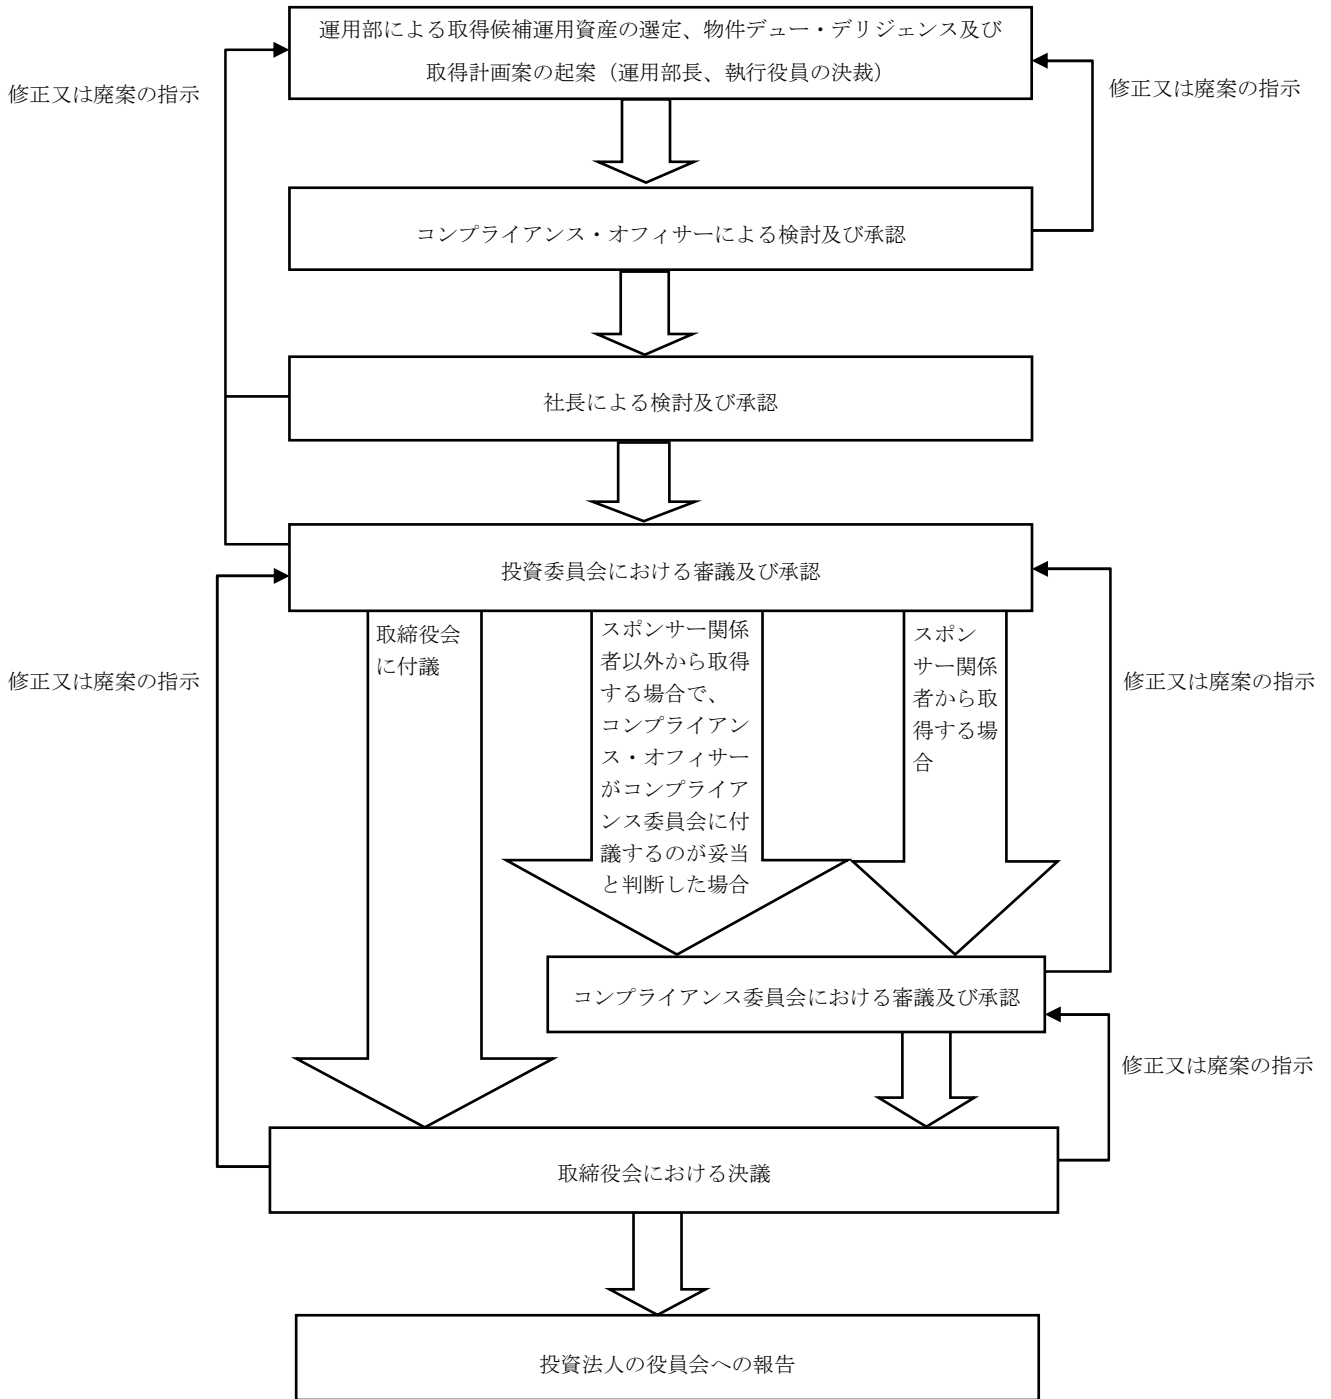 運用部による取得候補運用資産の選定、物件デュー・デリジェンス及び
取得計画案の起案（運用部長、執行役員の決裁）
修正又は廃案の指示
修正又は廃案の指示
コンプライアンス・オフィサーによる検討及び承認
社長による検討及び承認
投資委員会における審議及び承認
取締役会
に付議
スポンサー関係
者以外から取得
する場合で、
コンプライアン
ス・オフィサー
がコンプライア
ンス委員会に付
議するのが妥当
と判断した場合
スポン
サー関係
者から取
得する場
合
修正又は廃案の指示
修正又は廃案の指示
コンプライアンス委員会における審議及び承認
修正又は廃案の指示
取締役会における決議
投資法人の役員会への報告